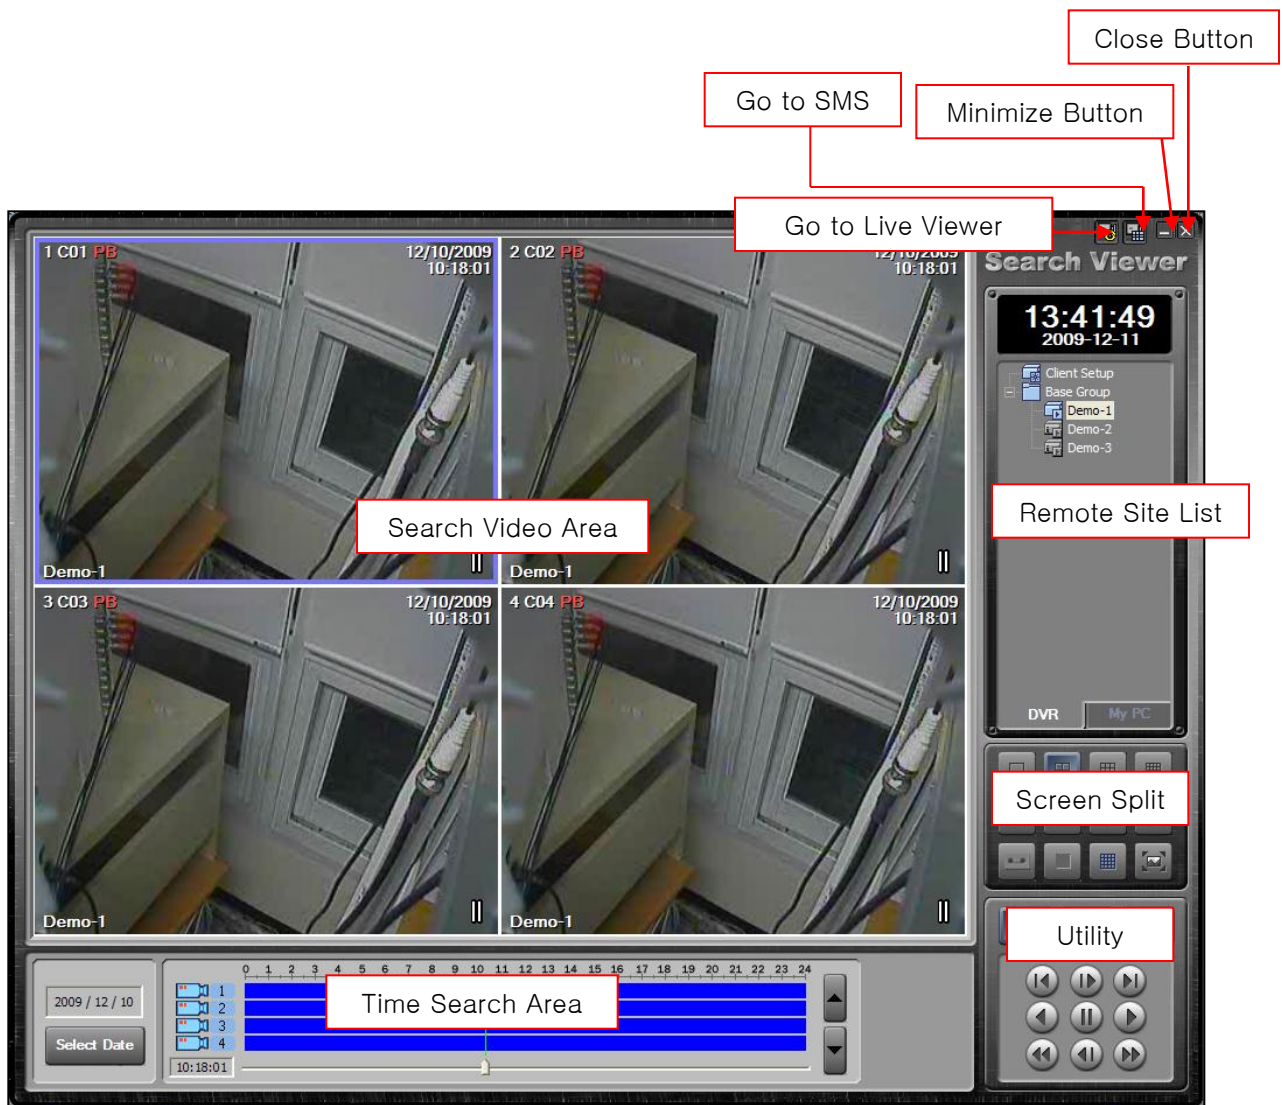 Close Button
Go to SMS
Minimize Button
Go to Live Viewer
1 C01 PB
12/10/2009
10:18:01
Demo-1
2 C02 PB
12/10/2009
10:18:01
Demo-1
Search Video Area
3 C03 PB
12/10/2009
10:18:01
Demo-1
4 C04 PB
12/10/2009
10:18:01
Demo-1
Search Viewer
13:41:49
2009-12-11
Client Setup
Base Group
Demo-1
Demo-2
Demo-3
Remote Site List
DVR My PC
Screen Split
Utility
2009 / 12 / 10
Select Date
0 1 2 3 4 5 6 7 8 9 10 11 12 13 14 15 16 17 18 19 20 21 22 23 24
1
2
3
4
Time Search Area
10:18:01